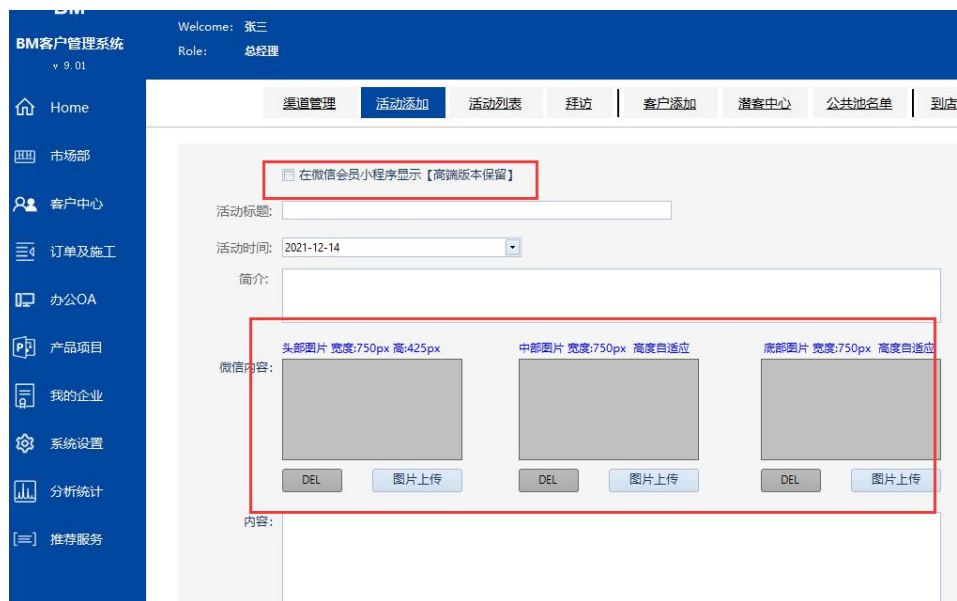 BM
Welcome: 张三
BM客户管理系统
Role: 总经理
v 9.01
Home
市场部
客户中心
订单及施工
办公OA
产品项目
我的企业
系统设置
分析统计
推荐服务
渠道管理 活动添加 活动列表 拜访 客户添加 潜客中心 公共池名单 到店
在微信会员小程序显示【高端版本保留】
活动标题:
活动时间: 2021-12-14
简介:
头部图片 宽度:750px 高:425px 中部图片 宽度:750px 高度自适应 底部图片 宽度:750px 高度自适应
微信内容:
DEL 图片上传 DEL 图片上传 DEL 图片上传
内容: